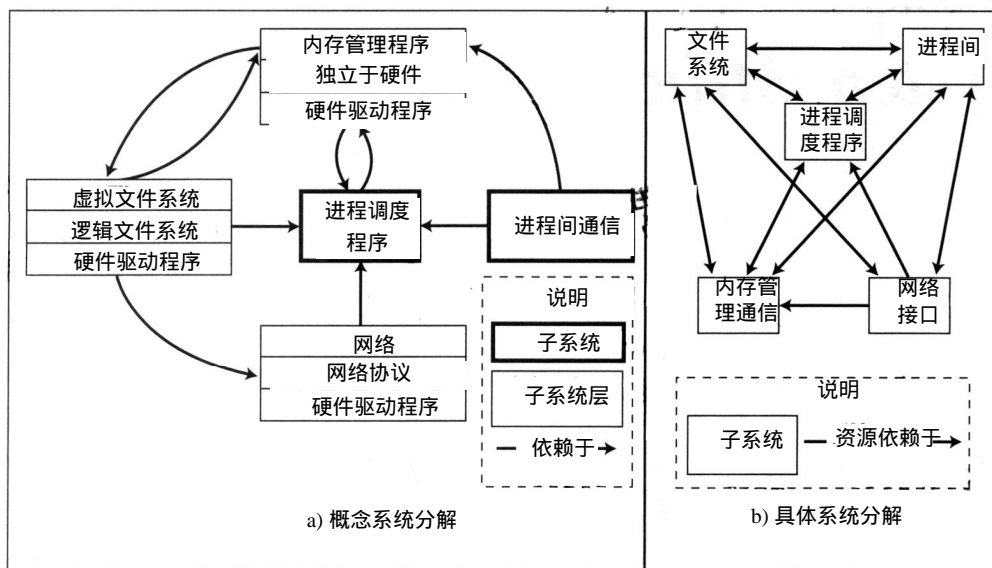 内存管理程序
独立于硬件
硬件驱动程序
虚拟文件系统
逻辑文件系统
硬件驱动程序
进程调度
程序
进程间通信
网络
网络协议
硬件驱动程序
说明
子系统
子系统层
依赖于
a) 概念系统分解
文件
系统
进程间
进程调
度程序
内存管
理通信
网络
接口
说明
子系统
资源依赖于
b) 具体系统分解